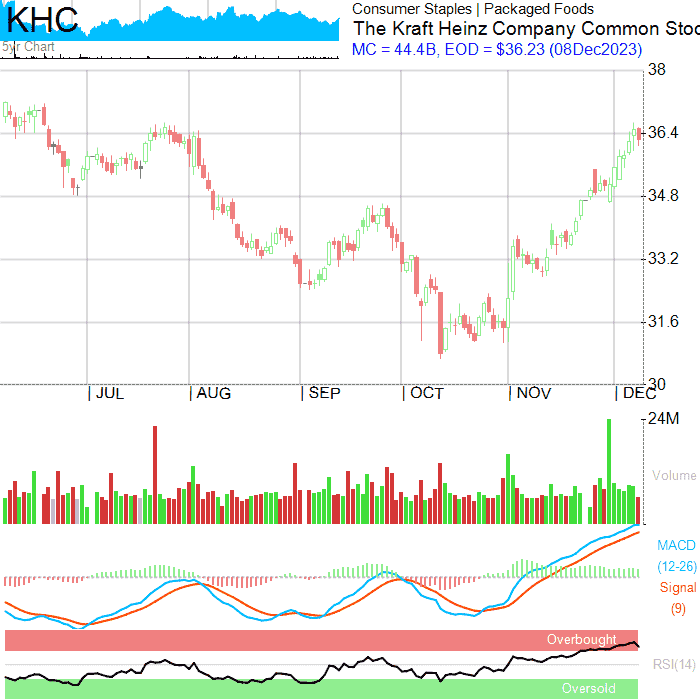 KHC
5yr Chart
Consumer Staples | Packaged Foods
The Kraft Heinz Company Common Stoc
MC = 44.4B, EOD = $36.23 (08Dec2023)
38
36.4
34.8
33.2
31.6
30
JUL AUG SEP OCT NOV DEC
24M
Volume
MACD
(12-26)
Signal
(9)
Overbought
RSI(14)
Oversold